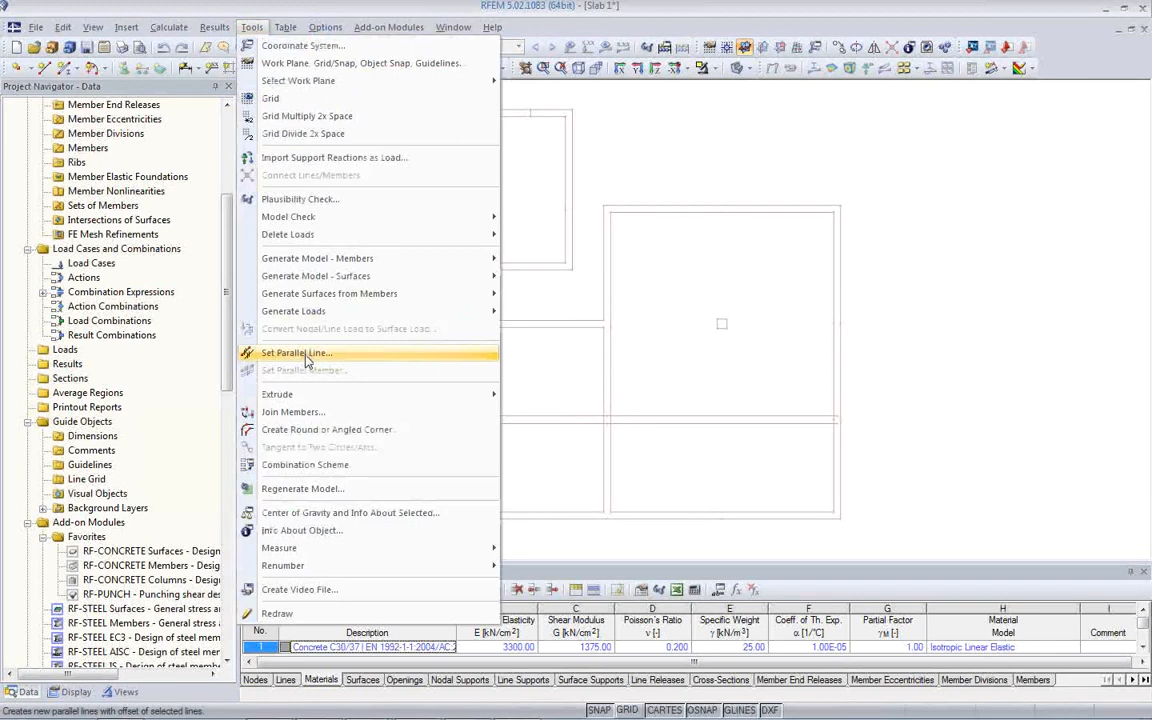 RFEM 5.02.1083 (64bit) - [Slab 1*]
File Edit View Insert Calculate Results Tools Table Options Add-on Modules Window Help
Project Navigator - Data
Member End Releases
Member Eccentricities
Member Divisions
Members
Ribs
Member Elastic Foundations
Member Nonlinearities
Sets of Members
Intersections of Surfaces
FE Mesh Refinements
Load Cases and Combinations
Load Cases
Actions
Combination Expressions
Action Combinations
Load Combinations
Result Combinations
Loads
Results
Sections
Average Regions
Printout Reports
Guide Objects
Dimensions
Comments
Guidelines
Line Grid
Visual Objects
Background Layers
Add-on Modules
Favorites
RF-CONCRETE Surfaces - Design
RF-CONCRETE Members - Design
RF-CONCRETE Columns - Design
RF-PUNCH - Punching shear des
RF-STEEL Surfaces - General stress a
RF-STEEL Members - General stress
RF-STEEL EC3 - Design of steel mem
RF-STEEL AISC - Design of steel me
RF-STEEL IS - Design of steel memb
Data Display Views
Coordinate System...
Work Plane, Grid/Snap, Object Snap, Guidelines...
Select Work Plane
Grid
Grid Multiply 2x Space
Grid Divide 2x Space
Import Support Reactions as Load...
Connect Lines/Members
Plausibility Check...
Model Check
Delete Loads
Generate Model - Members
Generate Model - Surfaces
Generate Surfaces from Members
Generate Loads
Convert Nodal/Line Load to Surface Load...
Set Parallel Line...
Set Parallel Member...
Extrude
Join Members...
Create Round or Angled Corner
Tangent to Two Circles/Arcs...
Combination Scheme
Regenerate Model...
Center of Gravity and Info About Selected...
Info About Object...
Measure
Renumber
Create Video File...
Redraw
C D E F G H I
No. Description Elasticity E [kN/cm²] Shear Modulus G [kN/cm²] Poisson's Ratio ν [-] Specific Weight γ [kN/m³] Coeff. of Th. Exp. α [1/°C] Partial Factor γM [-] Material Model Comment
1 Concrete C30/37 | EN 1992-1-1:2004/AC:2 3300.00 1375.00 0.200 25.00 1.00E-05 1.00 Isotropic Linear Elastic
Nodes Lines Materials Surfaces Openings Nodal Supports Line Supports Surface Supports Line Releases Cross-Sections Member End Releases Member Eccentricities Member Divisions Members
Creates new parallel lines with offset of selected lines.
SNAP GRID CARTES OSNAP GLINES DXF